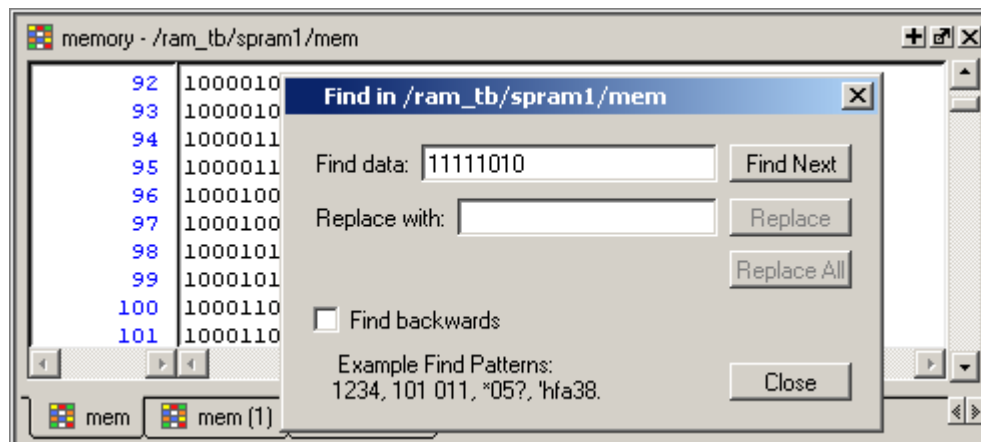 memory - /ram_tb/spram1/mem
Find in /ram_tb/spram1/mem
92 1000010
93 1000010
94 1000011
95 1000011
96 1000100
97 1000100
98 1000101
99 1000101
100 1000110
101 1000110
Find data: 11111010 Find Next
Replace with: Replace
Replace All
Find backwards
Example Find Patterns:
1234, 101 011, *05?, 'hfa38.
Close
mem mem (1)